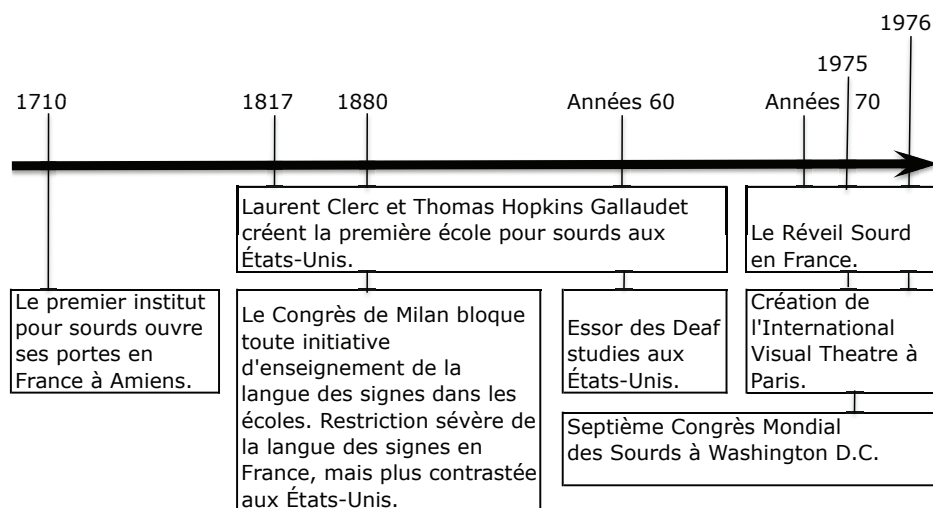 1976
1975
1710
1817
1880
Années 60
Années 70
Laurent Clerc et Thomas Hopkins Gallaudet
créent la première école pour sourds aux
États-Unis.
Le Réveil Sourd
en France.
Le premier institut
pour sourds ouvre
ses portes en
France à Amiens.
Le Congrès de Milan bloque
toute initiative
d'enseignement de la
langue des signes dans les
écoles. Restriction sévère de
la langue des signes en
France, mais plus contrastée
aux États-Unis.
Essor des Deaf
studies aux
États-Unis.
Création de
l'International
Visual Theatre à
Paris.
Septième Congrès Mondial
des Sourds à Washington D.C.